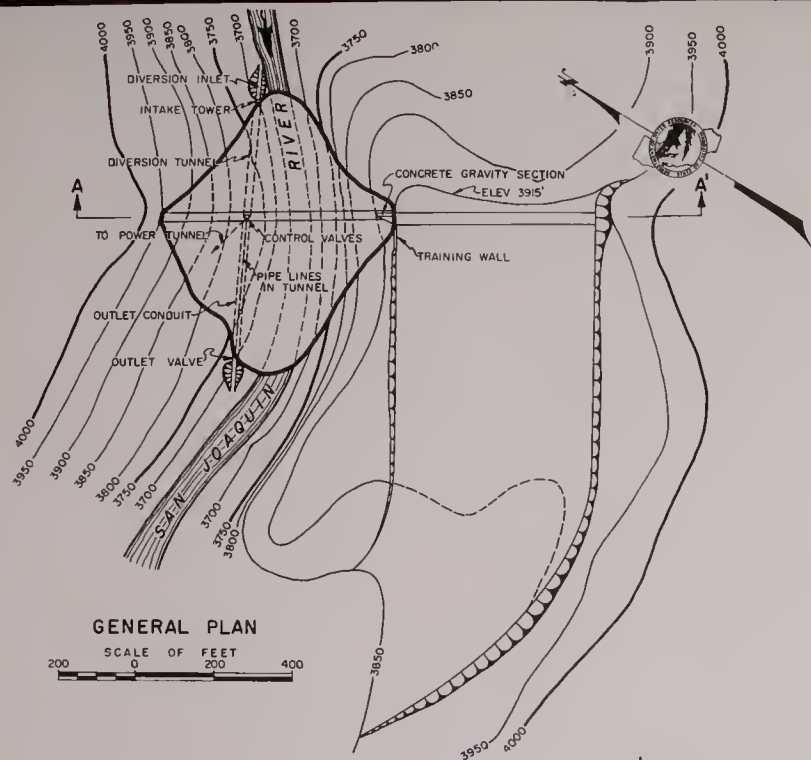 4000
3950
3900
3850
3800
3750
3700
3700
3750
3800
3850
3900
3950
4000
DIVERSION INLET
INTAKE TOWER
RIVER
DIVERSION TUNNEL
CONCRETE GRAVITY SECTION
ELEV 3915'
A
A'
TO POWER TUNNEL
CONTROL VALVES
TRAINING WALL
PIPE LINES
IN TUNNEL
OUTLET CONDUIT
OUTLET VALVE
SAN JOAQUIN
4000
3950
3900
3850
3800
3750
3700
3700
3750
3800
3850
3950
4000
GENERAL PLAN
SCALE OF FEET
200 0 200 400